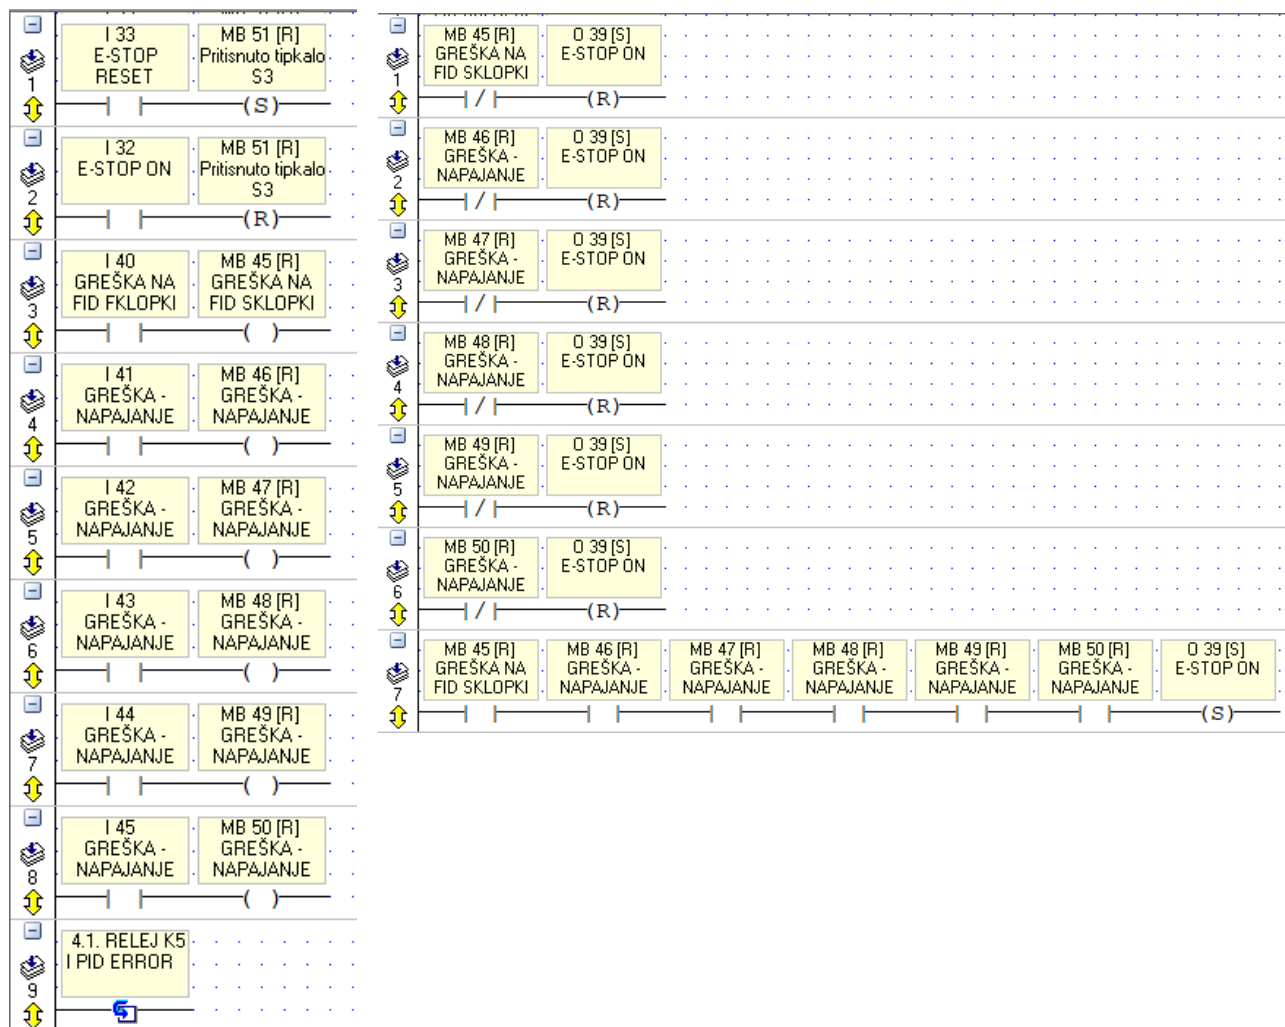 I 33
E-STOP
RESET
MB 51 [R]
Pritisnuto tipkalo
S3
(S)
1
I 32
E-STOP ON
MB 51 [R]
Pritisnuto tipkalo
S3
(R)
2
I 40
GREŠKA NA
FID FKLOPKI
MB 45 [R]
GREŠKA NA
FID SKLOPKI
( )
3
I 41
GREŠKA -
NAPAJANJE
MB 46 [R]
GREŠKA -
NAPAJANJE
( )
4
I 42
GREŠKA -
NAPAJANJE
MB 47 [R]
GREŠKA -
NAPAJANJE
( )
5
I 43
GREŠKA -
NAPAJANJE
MB 48 [R]
GREŠKA -
NAPAJANJE
( )
6
I 44
GREŠKA -
NAPAJANJE
MB 49 [R]
GREŠKA -
NAPAJANJE
( )
7
I 45
GREŠKA -
NAPAJANJE
MB 50 [R]
GREŠKA -
NAPAJANJE
( )
8
4.1. RELEJ K5
I PID ERROR
9
MB 45 [R]
GREŠKA NA
FID SKLOPKI
O 39 [S]
E-STOP ON
/
(R)
1
MB 46 [R]
GREŠKA -
NAPAJANJE
O 39 [S]
E-STOP ON
/
(R)
2
MB 47 [R]
GREŠKA -
NAPAJANJE
O 39 [S]
E-STOP ON
/
(R)
3
MB 48 [R]
GREŠKA -
NAPAJANJE
O 39 [S]
E-STOP ON
/
(R)
4
MB 49 [R]
GREŠKA -
NAPAJANJE
O 39 [S]
E-STOP ON
/
(R)
5
MB 50 [R]
GREŠKA -
NAPAJANJE
O 39 [S]
E-STOP ON
/
(R)
6
MB 45 [R]
GREŠKA NA
FID SKLOPKI
MB 46 [R]
GREŠKA -
NAPAJANJE
MB 47 [R]
GREŠKA -
NAPAJANJE
MB 48 [R]
GREŠKA -
NAPAJANJE
MB 49 [R]
GREŠKA -
NAPAJANJE
MB 50 [R]
GREŠKA -
NAPAJANJE
O 39 [S]
E-STOP ON
(S)
7